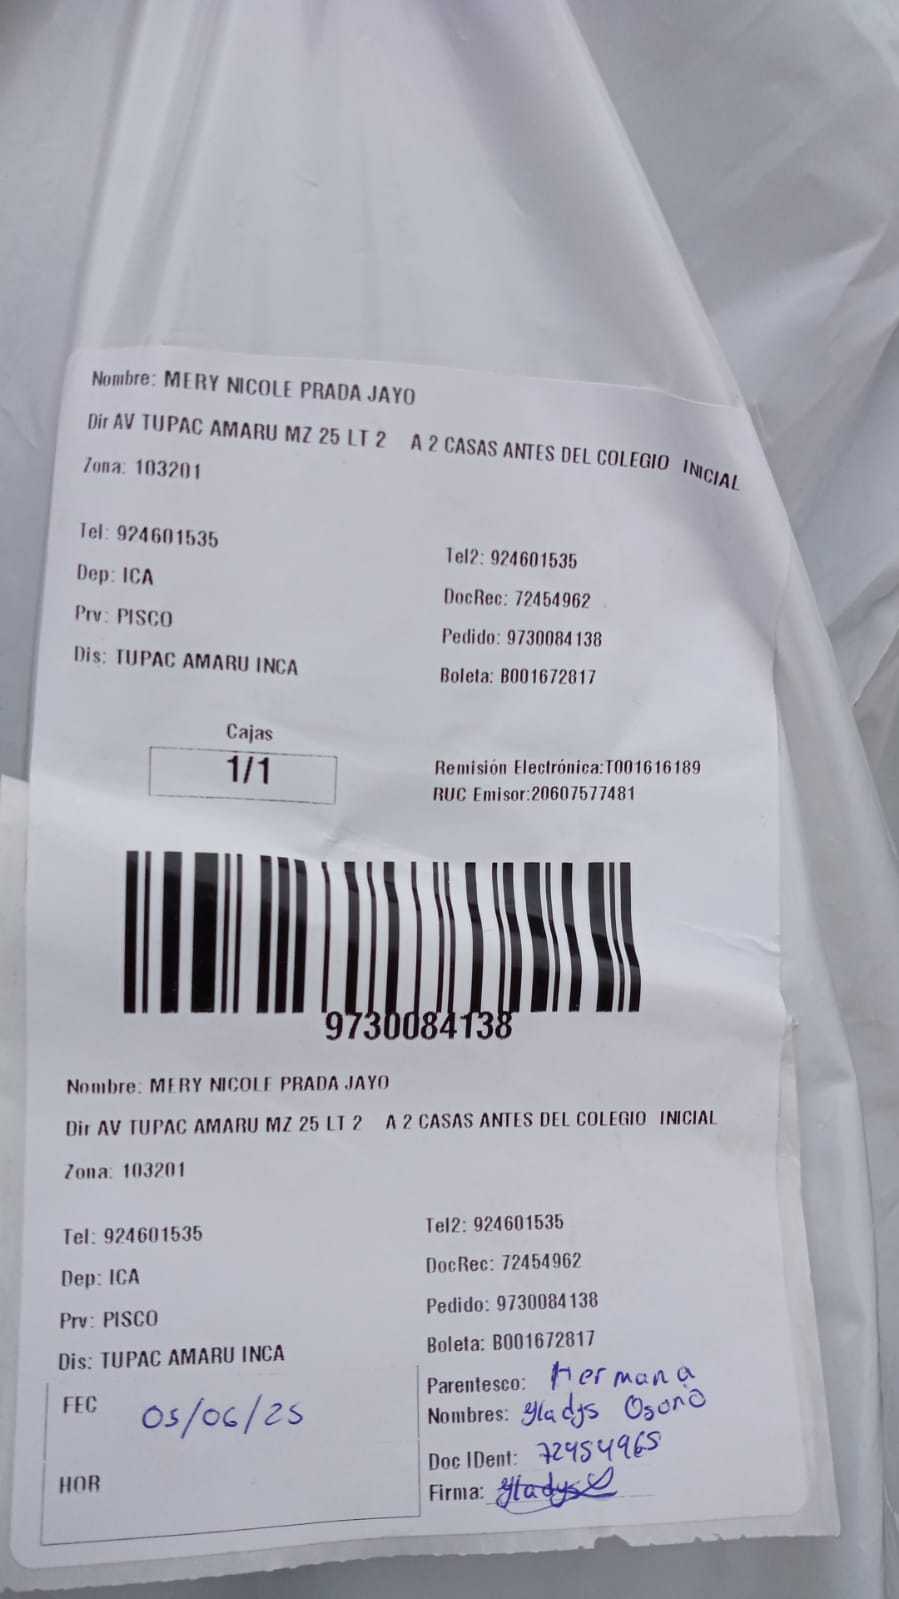 Nombre: MERY NICOLE PRADA JAYO
Dir AV TUPAC AMARU MZ 25 LT 2 A 2 CASAS ANTES DEL COLEGIO INICIAL
Zona: 103201
Tel: 924601535 Tel2: 924601535
Dep: ICA DocRec: 72454962
Prv: PISCO Pedido: 9730084138
Dis: TUPAC AMARU INCA Boleta: B001672817
Cajas
1/1
Remisión Electrónica:T001616189
RUC Emisor:20607577481
9730084138
Nombre: MERY NICOLE PRADA JAYO
Dir AV TUPAC AMARU MZ 25 LT 2 A 2 CASAS ANTES DEL COLEGIO INICIAL
Zona: 103201
Tel: 924601535 Tel2: 924601535
Dep: ICA DocRec: 72454962
Prv: PISCO Pedido: 9730084138
Dis: TUPAC AMARU INCA Boleta: B001672817
FEC 05/06/25
HOR
Parentesco: Hermana
Nombres: Gladys Osorio
Doc IDent: 72454965
Firma: Gladys